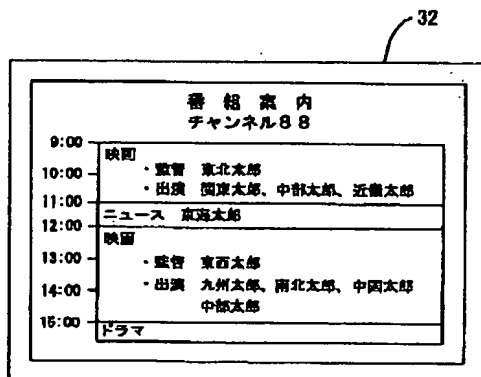 32
番組案内
チャンネル88
9:00
映画
10:00
・監督 東北太郎
・出演 関東太郎、中部太郎、近畿太郎
11:00
ニュース 東海太郎
12:00
映画
13:00
・監督 東西太郎
14:00
・出演 九州太郎、南北太郎、中国太郎
中部太郎
15:00
ドラマ